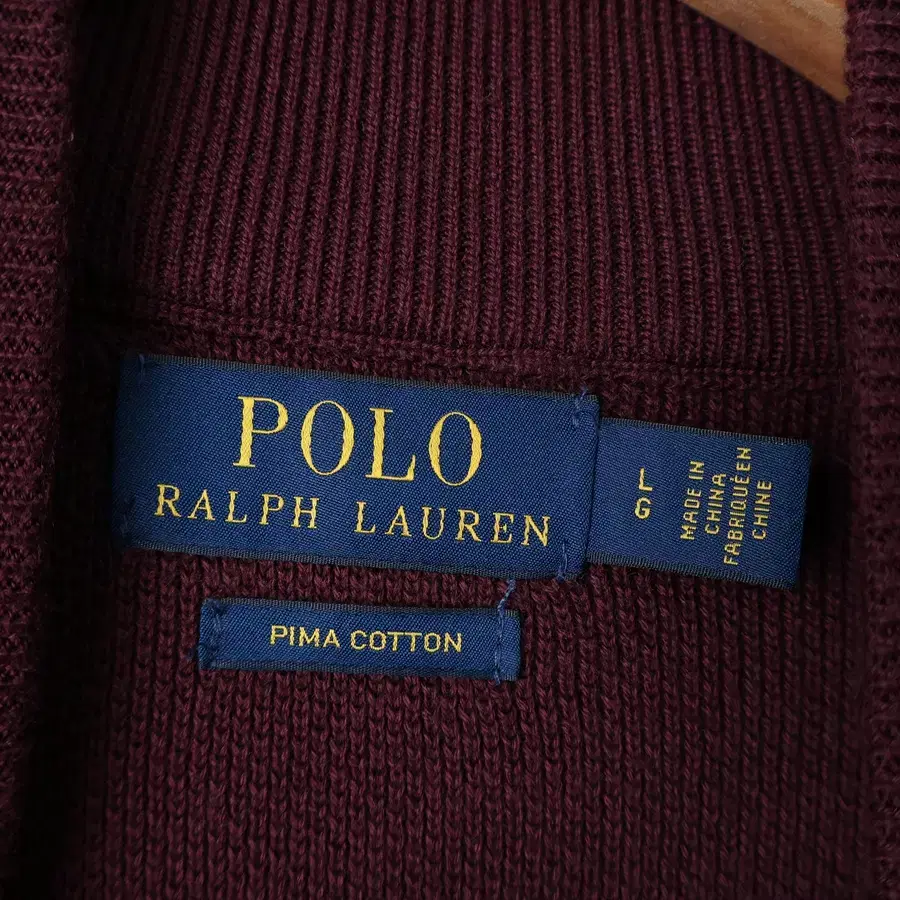 POLO
RALPH LAUREN
L
G
MADE IN
CHINA
FABRIQUÉ EN
CHINE
PIMA COTTON